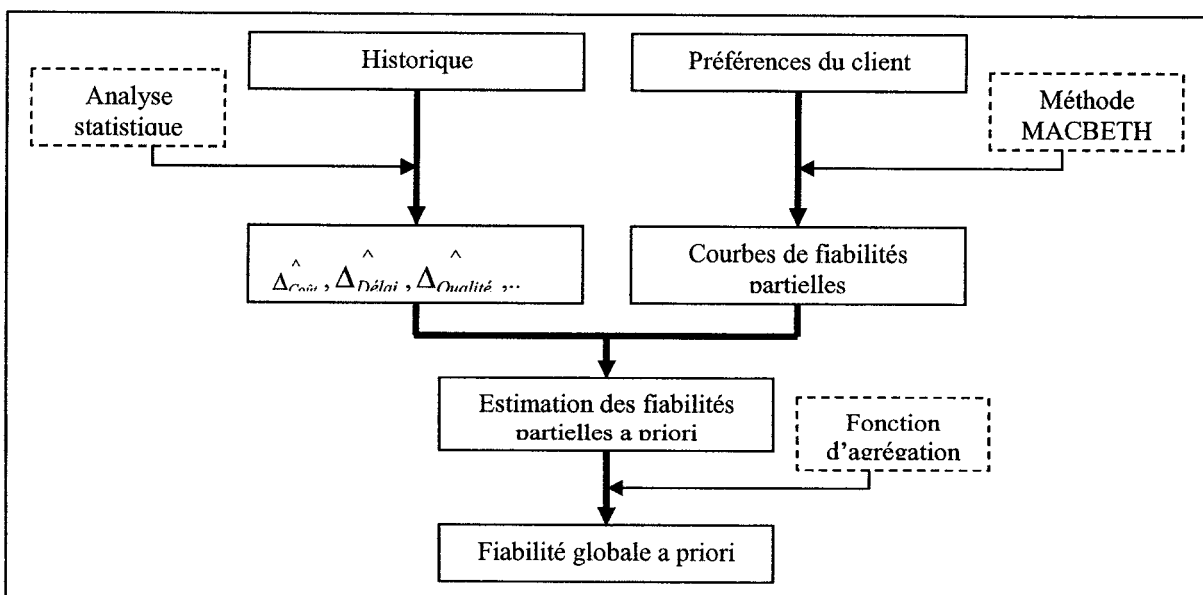 Historique
Préférences du client
Analyse
statistique
Méthode
MACBETH
Δ̂Coût, Δ̂Délai, Δ̂Qualité,...
Courbes de fiabilités
partielles
Estimation des fiabilités
partielles a priori
Fonction
d'agrégation
Fiabilité globale a priori